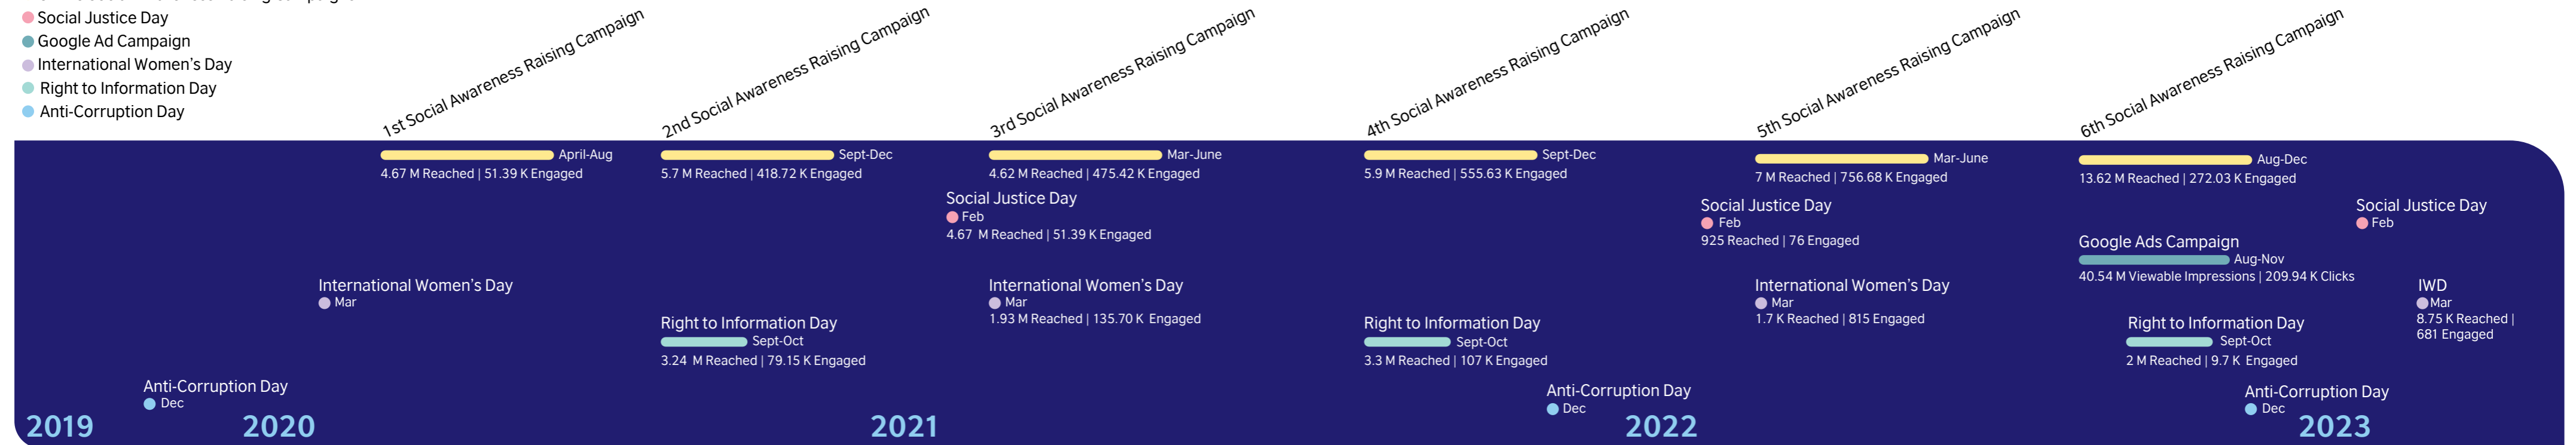 Social Justice Day
Google Ad Campaign
International Women's Day
Right to Information Day
Anti-Corruption Day
1st Social Awareness Raising Campaign
2nd Social Awareness Raising Campaign
3rd Social Awareness Raising Campaign
4th Social Awareness Raising Campaign
5th Social Awareness Raising Campaign
6th Social Awareness Raising Campaign
April-Aug
4.67 M Reached | 51.39 K Engaged
Sept-Dec
5.7 M Reached | 418.72 K Engaged
Mar-June
4.62 M Reached | 475.42 K Engaged
Sept-Dec
5.9 M Reached | 555.63 K Engaged
Mar-June
7 M Reached | 756.68 K Engaged
Aug-Dec
13.62 M Reached | 272.03 K Engaged
Social Justice Day
Feb
4.67 M Reached | 51.39 K Engaged
Social Justice Day
Feb
925 Reached | 76 Engaged
Social Justice Day
Feb
Google Ads Campaign
Aug-Nov
40.54 M Viewable Impressions | 209.94 K Clicks
International Women's Day
Mar
International Women's Day
Mar
1.93 M Reached | 135.70 K Engaged
International Women's Day
Mar
1.7 K Reached | 815 Engaged
IWD
Mar
8.75 K Reached |
681 Engaged
Right to Information Day
Sept-Oct
3.24 M Reached | 79.15 K Engaged
Right to Information Day
Sept-Oct
3.3 M Reached | 107 K Engaged
Right to Information Day
Sept-Oct
2 M Reached | 9.7 K Engaged
Anti-Corruption Day
Dec
Anti-Corruption Day
Dec
Anti-Corruption Day
Dec
2019
2020
2021
2022
2023